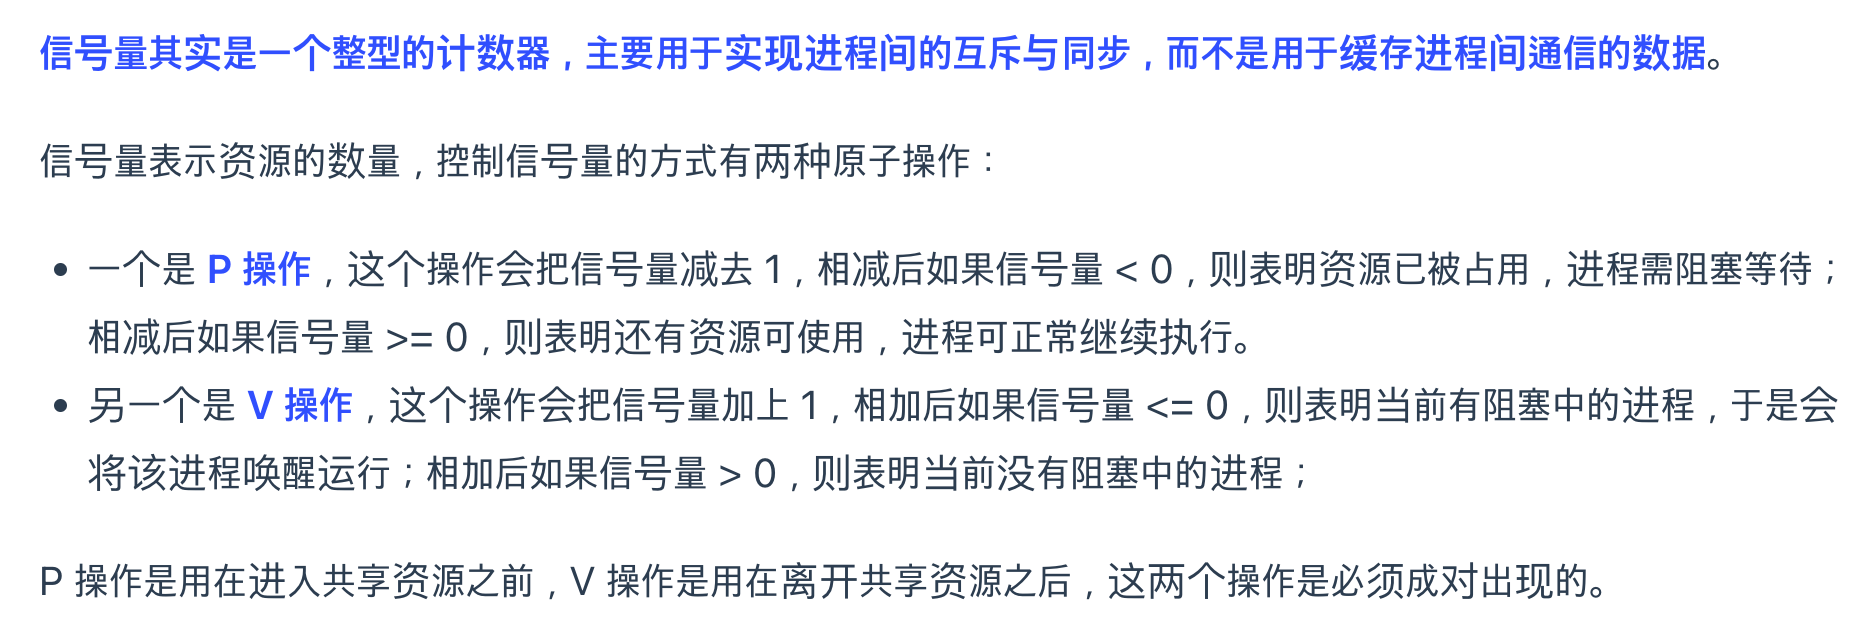 信号量其实是一个整型的计数器，主要用于实现进程间的互斥与同步，而不是用于缓存进程间通信的数据。
信号量表示资源的数量，控制信号量的方式有两种原子操作：
• 一个是 P 操作，这个操作会把信号量减去 1，相减后如果信号量 < 0，则表明资源已被占用，进程需阻塞等待；
相减后如果信号量 >= 0，则表明还有资源可使用，进程可正常继续执行。
• 另一个是 V 操作，这个操作会把信号量加上 1，相加后如果信号量 <= 0，则表明当前有阻塞中的进程，于是会
将该进程唤醒运行；相加后如果信号量 > 0，则表明当前没有阻塞中的进程；
P 操作是用在进入共享资源之前，V 操作是用在离开共享资源之后，这两个操作是必须成对出现的。